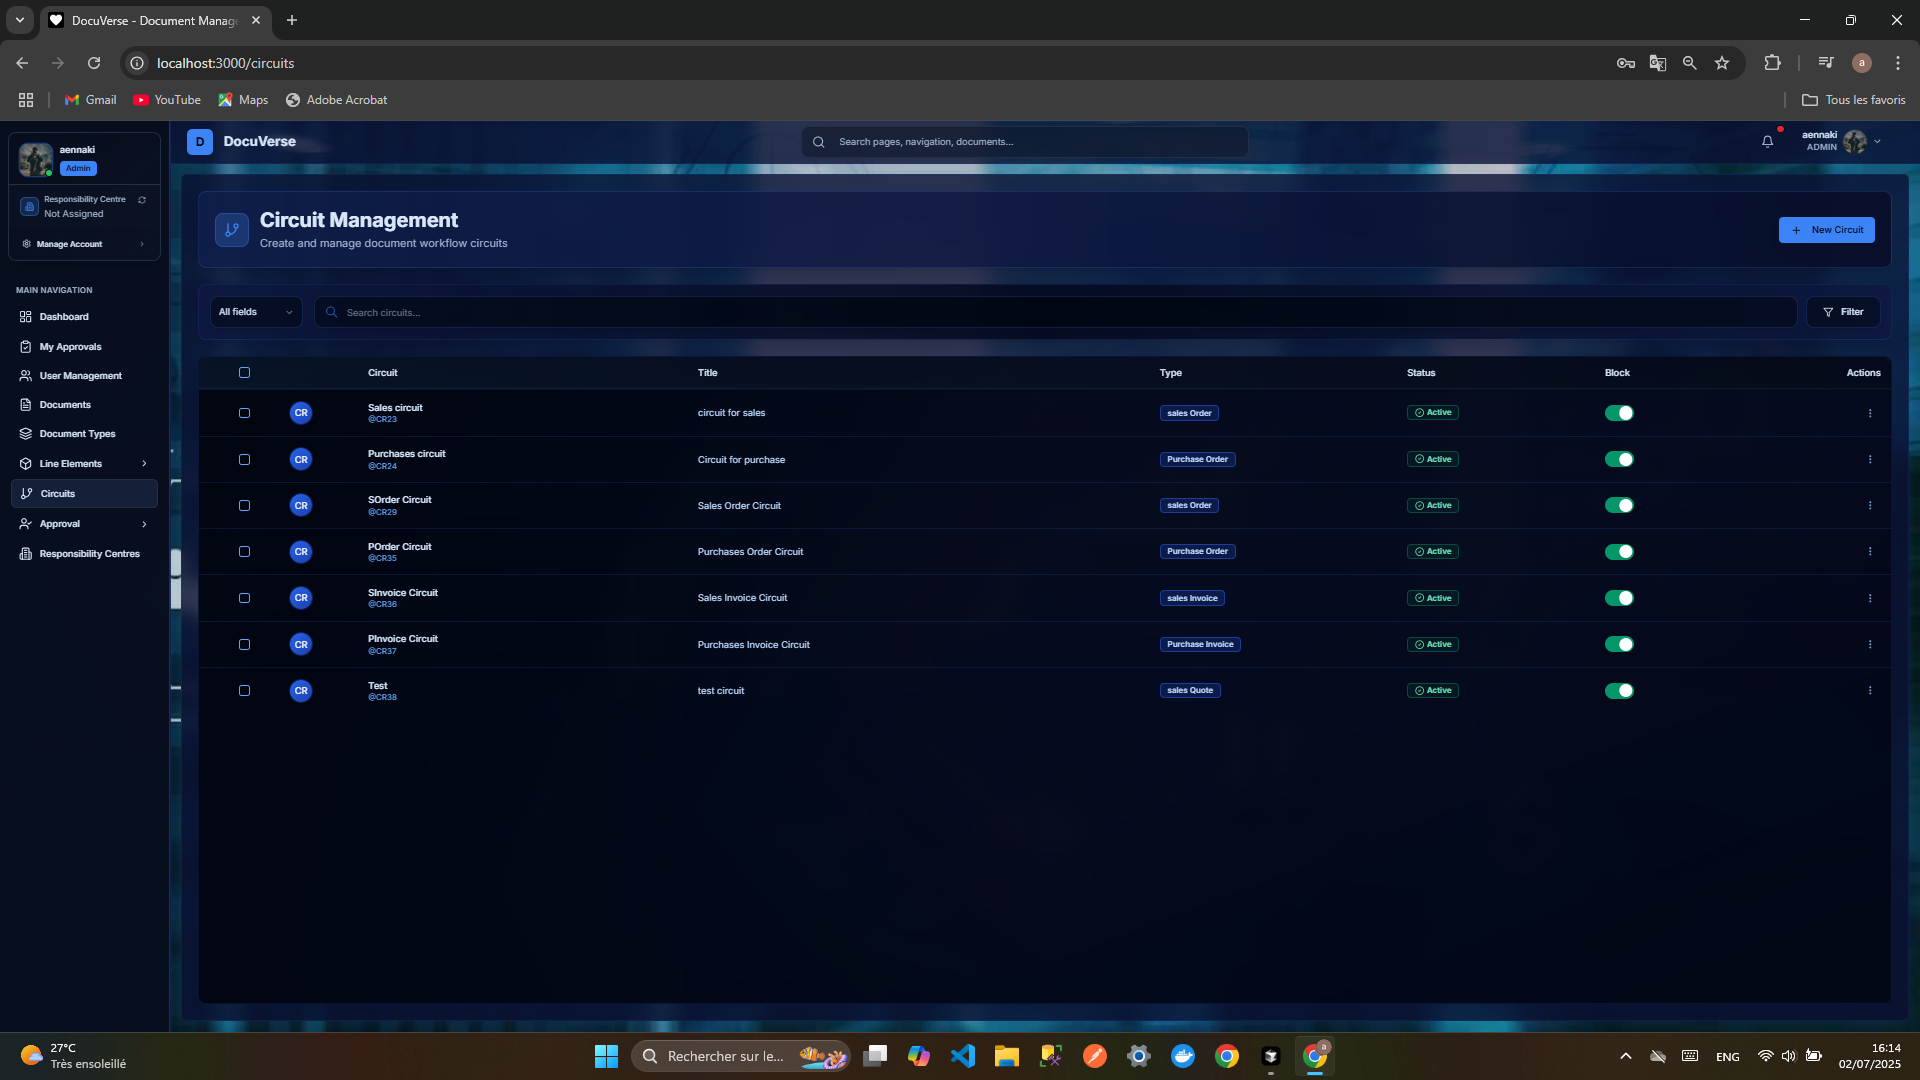 DocuVerse - Document Manag
localhost:3000/circuits
a
Gmail
YouTube
Maps
Adobe Acrobat
Tous les favoris
aennaki
Admin
Responsibility Centre
Not Assigned
Manage Account
MAIN NAVIGATION
Dashboard
My Approvals
User Management
Documents
Document Types
Line Elements
Circuits
Approval
Responsibility Centres
D
DocuVerse
Search pages, navigation, documents...
aennaki
ADMIN
Circuit Management
Create and manage document workflow circuits
New Circuit
All fields
Search circuits...
Filter
Circuit Title Type Status Block Actions
CR Sales circuit circuit for sales sales Order Active
@CR23
CR Purchases circuit Circuit for purchase Purchase Order Active
@CR24
CR SOrder Circuit Sales Order Circuit sales Order Active
@CR29
CR POrder Circuit Purchases Order Circuit Purchase Order Active
@CR35
CR SInvoice Circuit Sales Invoice Circuit sales Invoice Active
@CR36
CR PInvoice Circuit Purchases Invoice Circuit Purchase Invoice Active
@CR37
CR Test test circuit sales Quote Active
@CR38
27°C
Très ensoleillé
Rechercher sur le...
a
ENG
16:14
02/07/2025